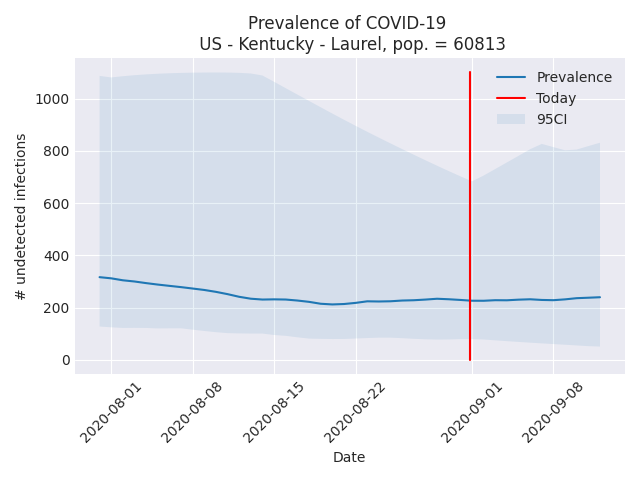 Prevalence of COVID-19
US - Kentucky - Laurel, pop. = 60813
Prevalence
Today
95CI
# undetected infections
1000
800
600
400
200
0
2020-08-01
2020-08-08
2020-08-15
2020-08-22
2020-09-01
2020-09-08
Date